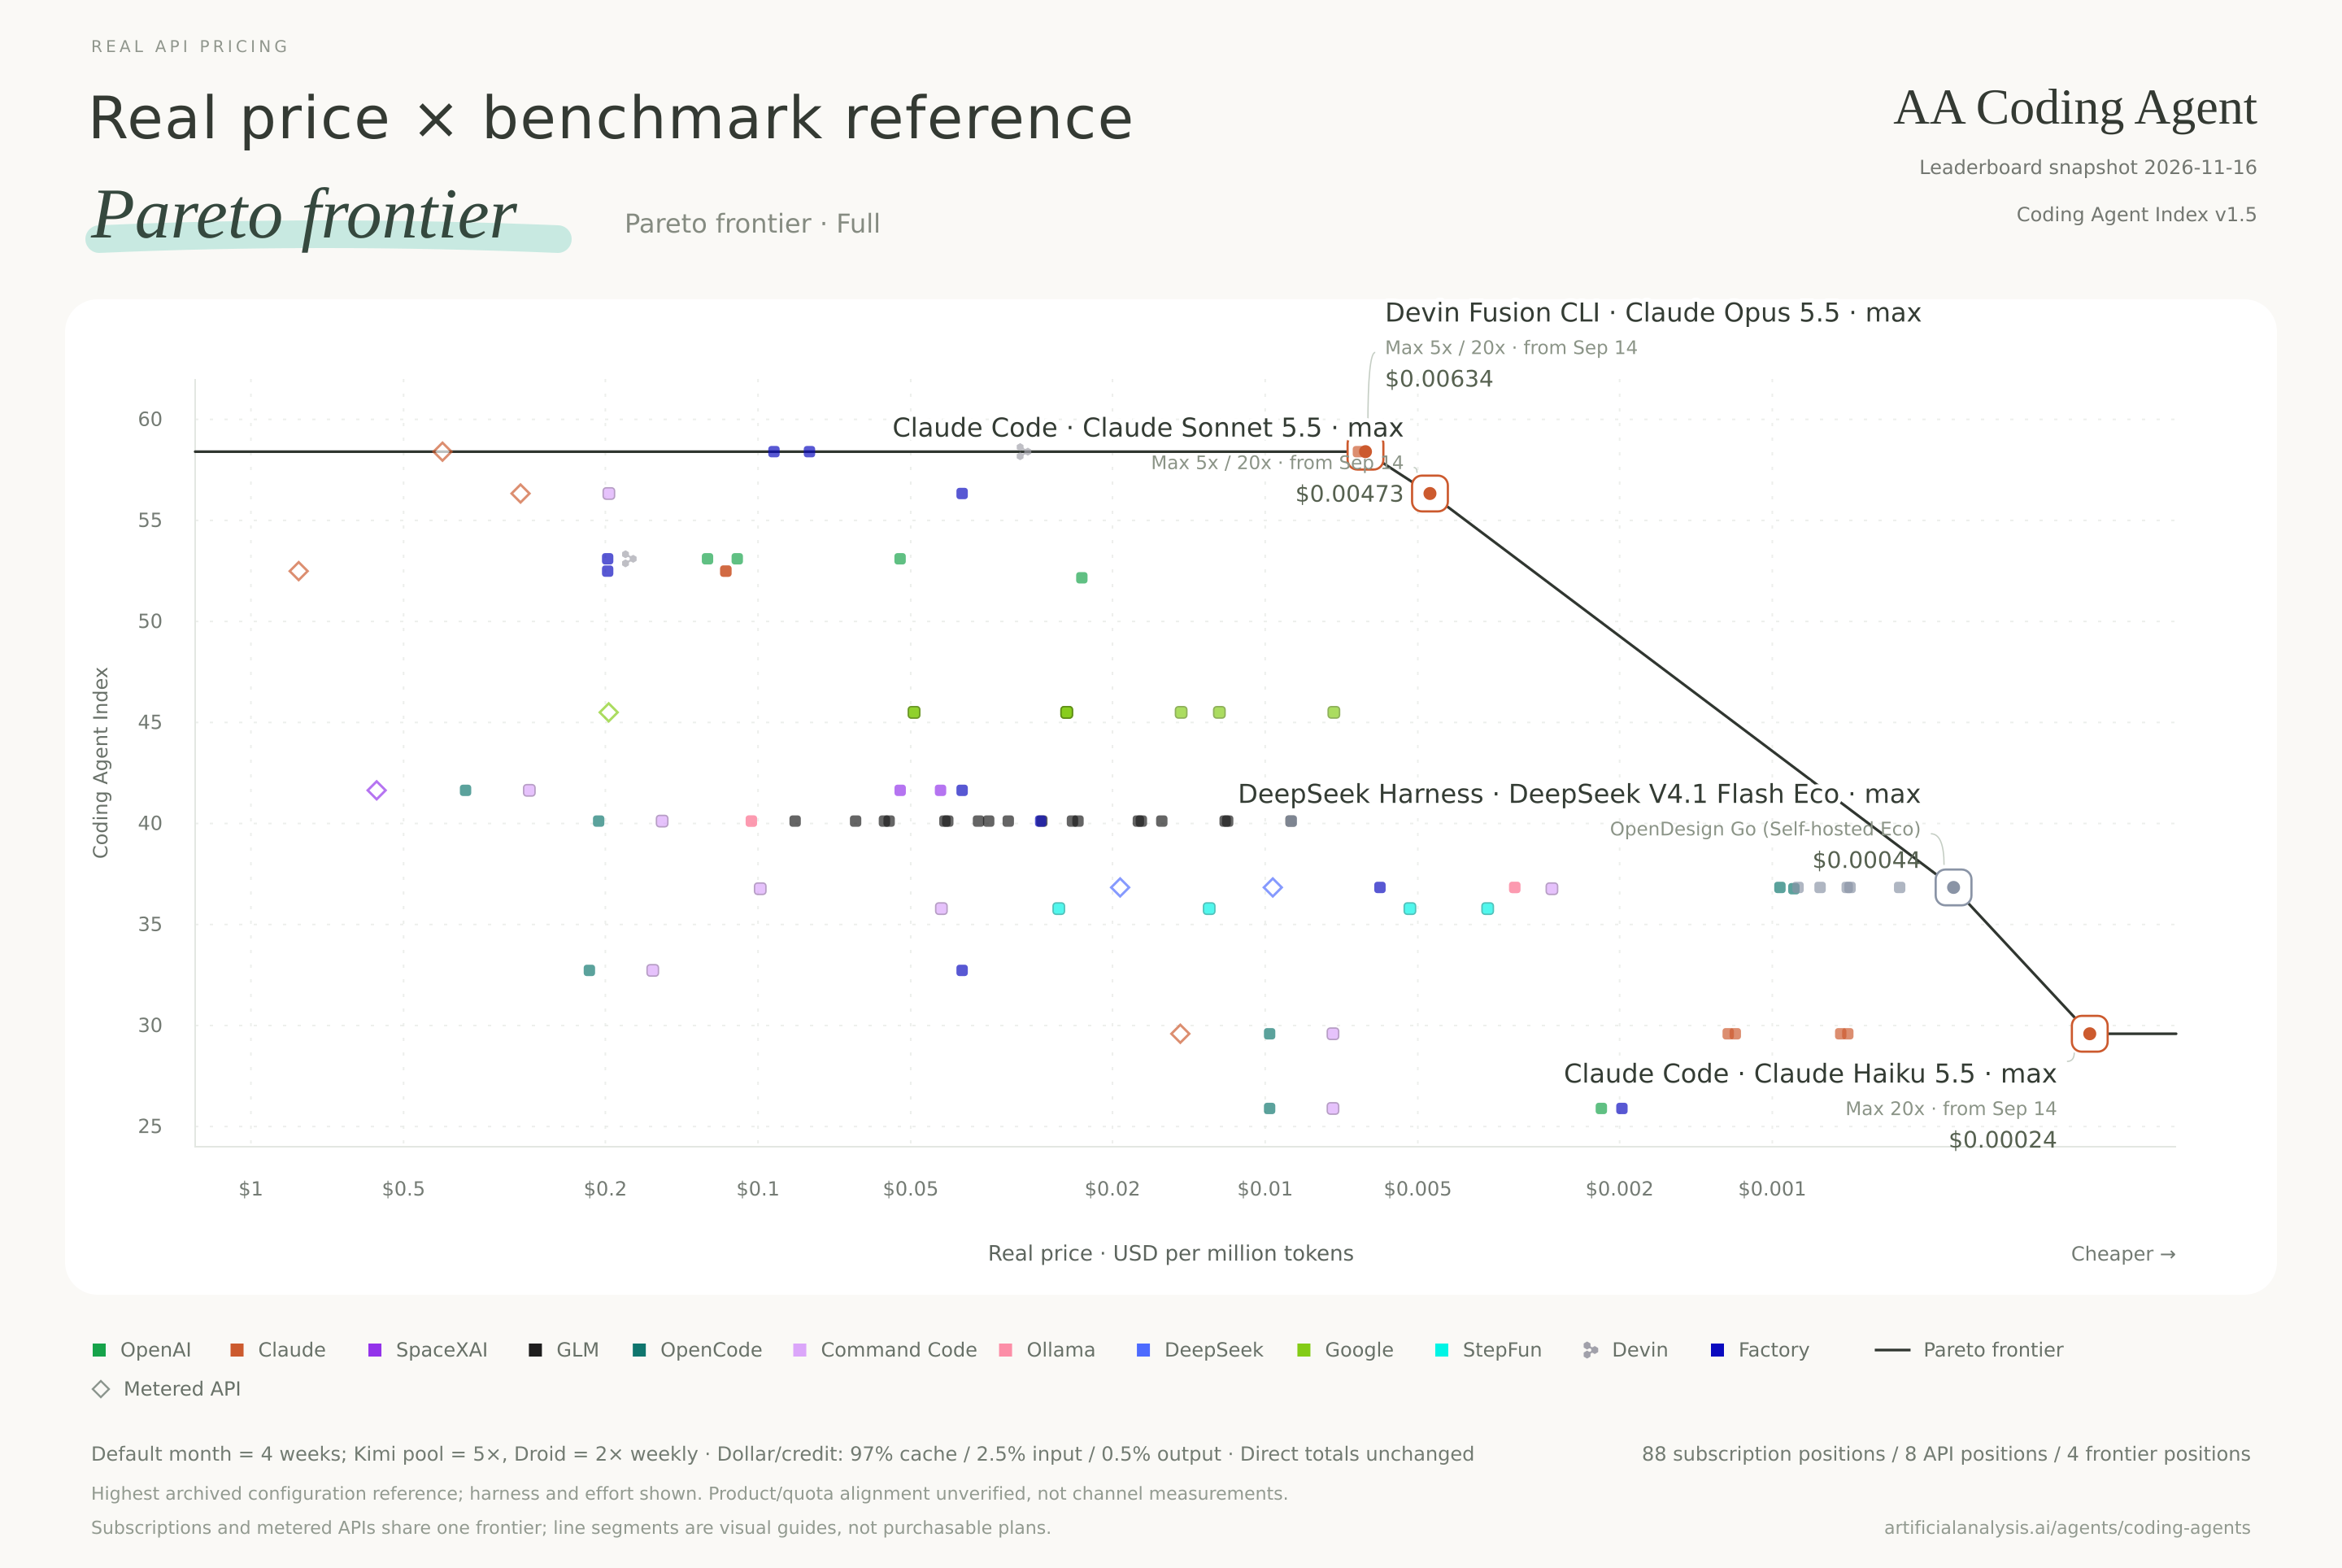 REAL API PRICING
Real price × benchmark reference
Pareto frontier
Pareto frontier · Full
AA Coding Agent
Leaderboard snapshot 2026-11-16
Coding Agent Index v1.5
Devin Fusion CLI · Claude Opus 5.5 · max
Max 5x / 20x · from Sep 14
$0.00634
Claude Code · Claude Sonnet 5.5 · max
Max 5x / 20x · from Sep 14
$0.00473
DeepSeek Harness · DeepSeek V4.1 Flash Eco · max
OpenDesign Go (Self-hosted Eco)
$0.00044
Claude Code · Claude Haiku 5.5 · max
Max 20x · from Sep 14
$0.00024
Coding Agent Index
60
55
50
45
40
35
30
25
$1 $0.5 $0.2 $0.1 $0.05 $0.02 $0.01 $0.005 $0.002 $0.001
Real price · USD per million tokens
Cheaper →
OpenAI Claude SpaceXAI GLM OpenCode Command Code Ollama DeepSeek Google StepFun Devin Factory Pareto frontier
Metered API
Default month = 4 weeks; Kimi pool = 5×, Droid = 2× weekly · Dollar/credit: 97% cache / 2.5% input / 0.5% output · Direct totals unchanged
88 subscription positions / 8 API positions / 4 frontier positions
Highest archived configuration reference; harness and effort shown. Product/quota alignment unverified, not channel measurements.
Subscriptions and metered APIs share one frontier; line segments are visual guides, not purchasable plans.
artificialanalysis.ai/agents/coding-agents